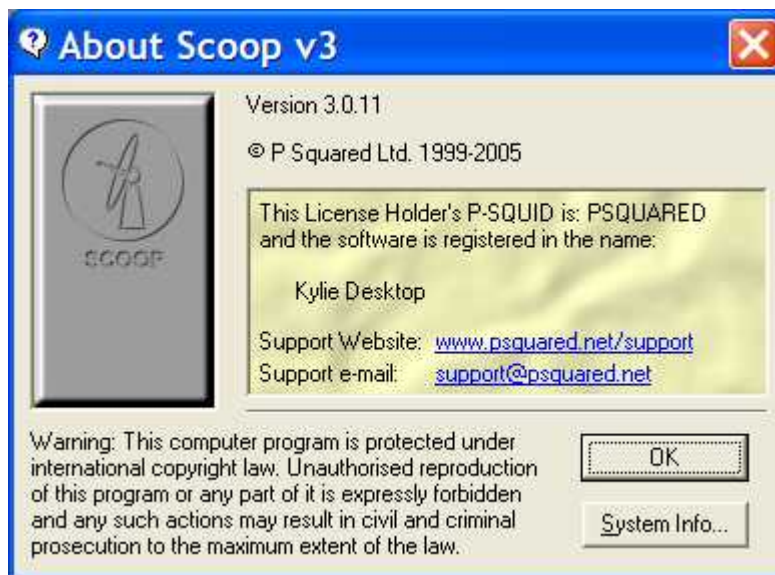 About Scoop v3
Version 3.0.11
© P Squared Ltd. 1999-2005
SCOOP
This License Holder's P-SQUID is: PSQUARED
and the software is registered in the name:
Kylie Desktop
Support Website: www.psquared.net/support
Support e-mail: support@psquared.net
Warning: This computer program is protected under
international copyright law. Unauthorised reproduction
of this program or any part of it is expressly forbidden
and any such actions may result in civil and criminal
prosecution to the maximum extent of the law.
OK
System Info...